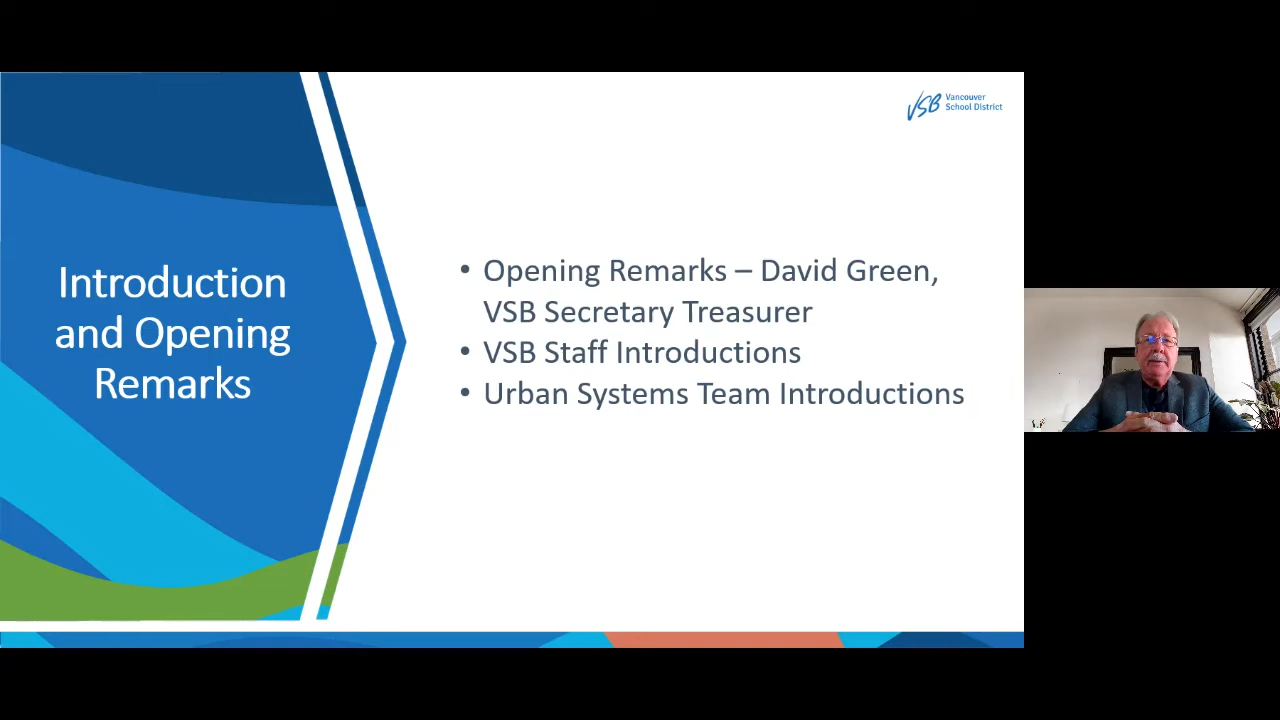 VSB Vancouver
School District
Introduction
and Opening
Remarks
• Opening Remarks – David Green,
VSB Secretary Treasurer
• VSB Staff Introductions
• Urban Systems Team Introductions